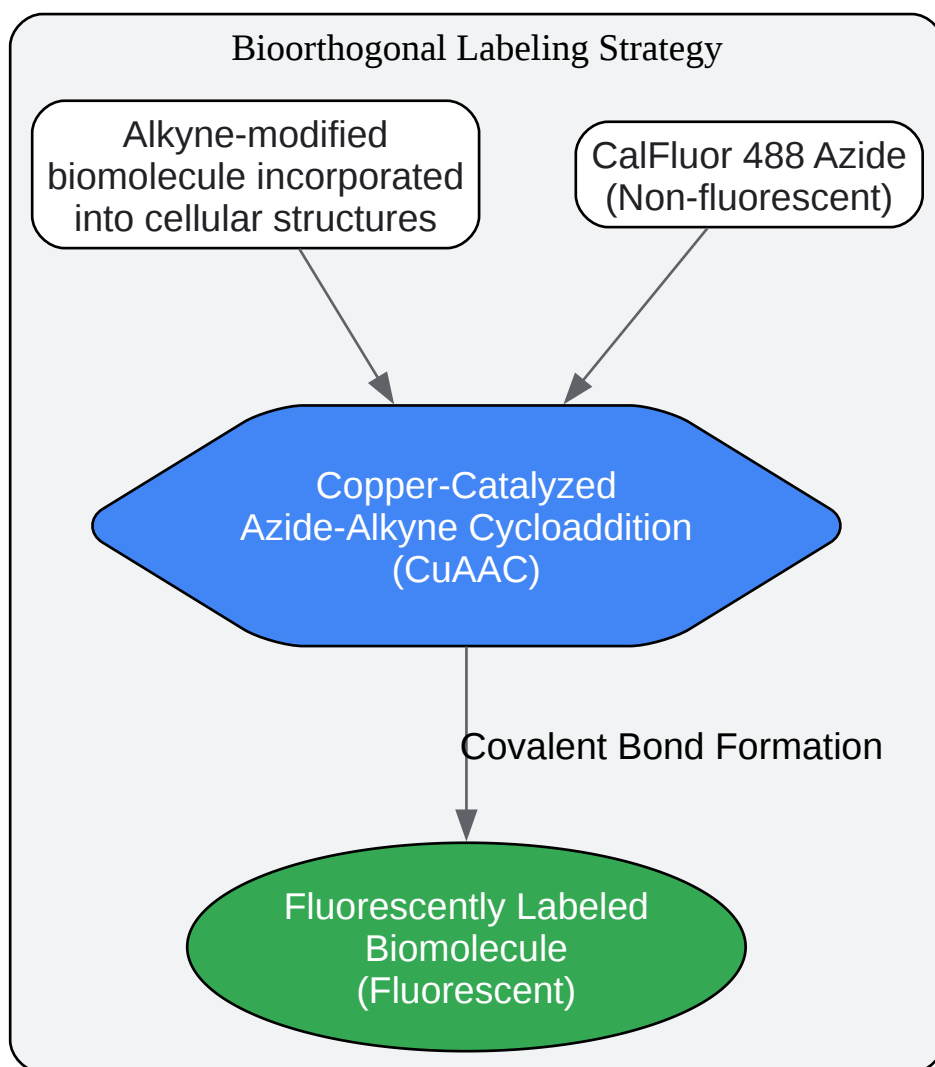 Bioorthogonal Labeling Strategy
Alkyne-modified
biomolecule incorporated
into cellular structures
CalFluor 488 Azide
(Non-fluorescent)
Copper-Catalyzed
Azide-Alkyne Cycloaddition
(CuAAC)
Covalent Bond Formation
Fluorescently Labeled
Biomolecule
(Fluorescent)